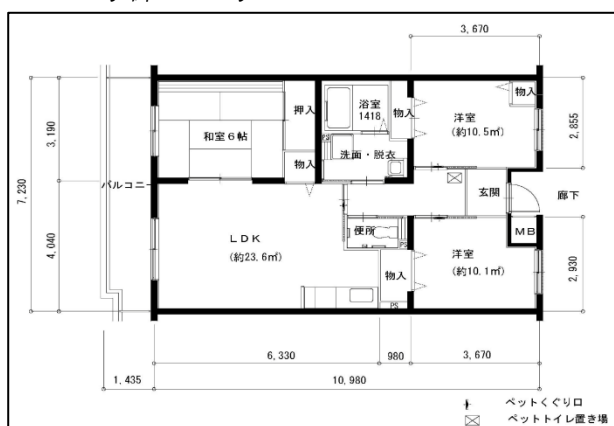 3,670
浴室
1418
押入
物入
物入
洋室
(約10.5㎡)
和室6帖
PS
洗面・脱衣
物入
3,190
2,855
7,230
バルコニー
玄関
廊下
4,040
LDK
(約23.6㎡)
便所
PS
MB
洋室
(約10.1㎡)
物入
2,930
PS
6,330
980
3,670
1,435
10,980
ペットくぐり口
ペットトイレ置き場